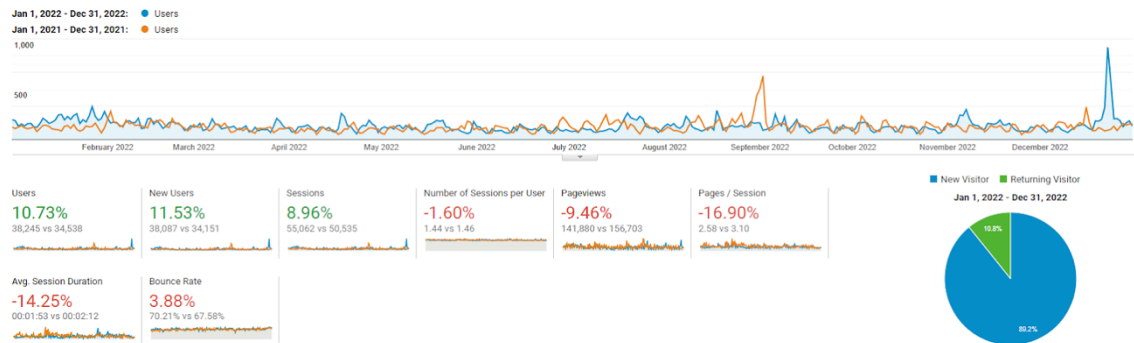 Jan 1, 2022 - Dec 31, 2022: Users
Jan 1, 2021 - Dec 31, 2021: Users
1,000
500
February 2022 March 2022 April 2022 May 2022 June 2022 July 2022 August 2022 September 2022 October 2022 November 2022 December 2022
New Visitor Returning Visitor
Jan 1, 2022 - Dec 31, 2022
Users
10.73%
38,245 vs 34,538
New Users
11.53%
38,087 vs 34,151
Sessions
8.96%
55,062 vs 50,535
Number of Sessions per User
-1.60%
1.44 vs 1.46
Pageviews
-9.46%
141,880 vs 156,703
Pages / Session
-16.90%
2.58 vs 3.10
Avg. Session Duration
-14.25%
00:01:53 vs 00:02:12
Bounce Rate
3.88%
70.21% vs 67.58%
10.8%
89.2%